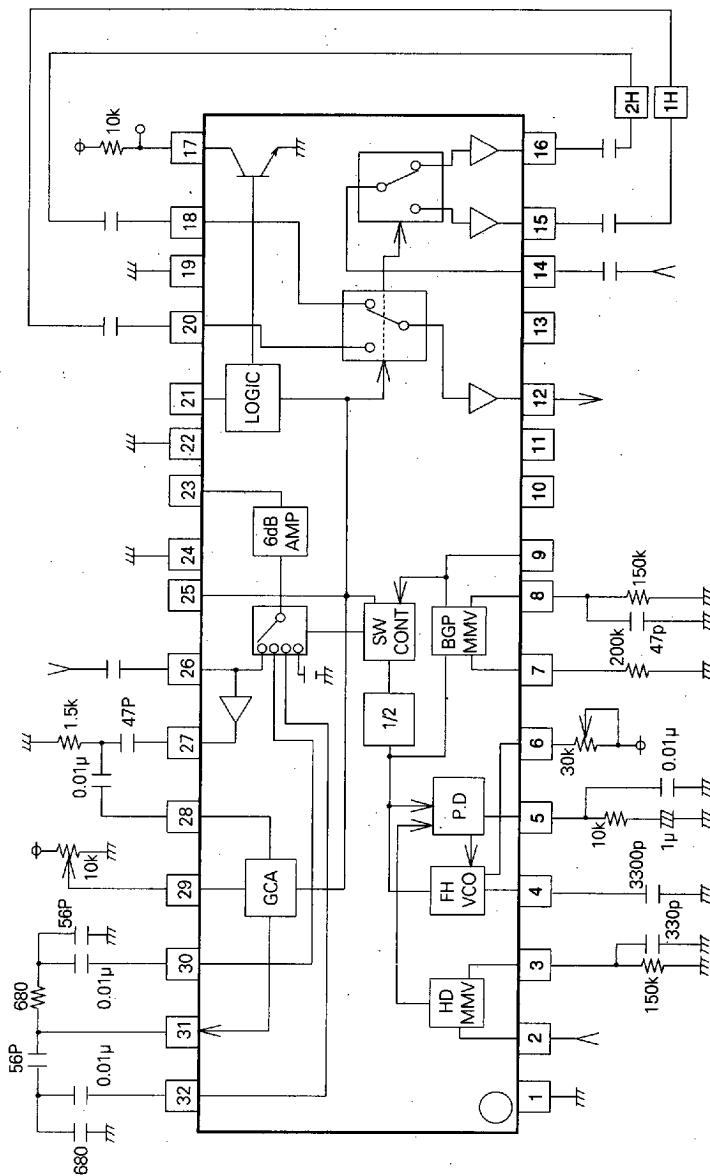 10k
2H
1H
17
18
19
20
21
22
23
24
25
26
27
28
29
30
31
32
16
15
14
13
12
11
10
9
8
7
6
5
4
3
2
1
LOGIC
6dB
AMP
SW
CONT
BGP
MMV
1/2
P.D
FH
VCO
GCA
HD
MMV
1.5k
47P
0.01μ
10k
56P
0.01μ
680
56P
0.01μ
680
150k
47p
200k
30k
0.01μ
10k
1μ
3300p
330p
150k